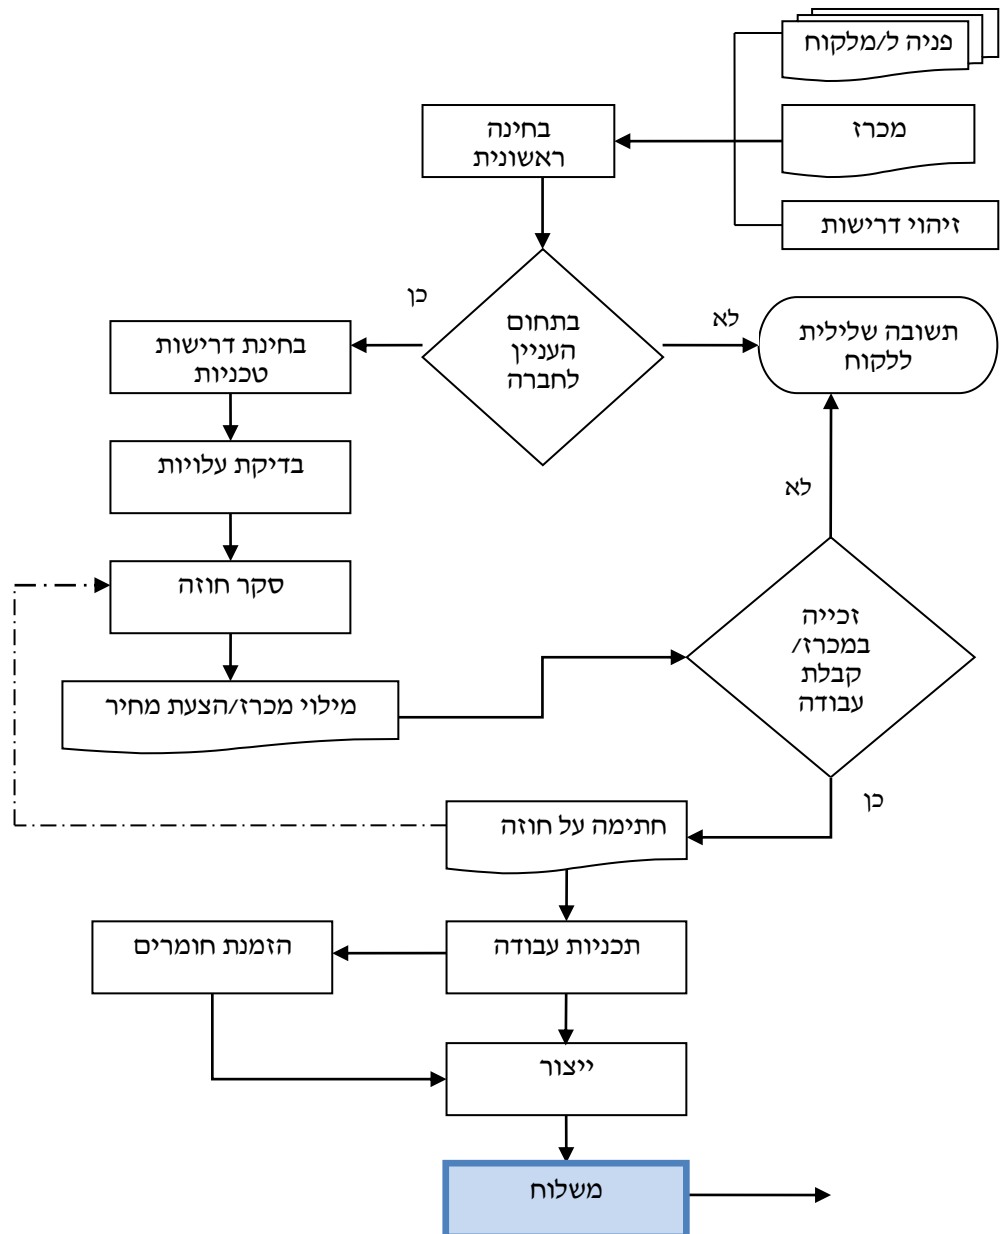 פניה ל/מלקוח
מכרז
זיהוי דרישות
בחינה
ראשונית
כן
בתחום
העניין
לחברה
לא
תשובה שלילית
ללקוח
בחינת דרישות
טכניות
בדיקת עלויות
לא
סקר חוזה
זכייה
במכרז/
קבלת
עבודה
מילוי מכרז/הצעת מחיר
כן
חתימה על חוזה
תכניות עבודה
הזמנת חומרים
ייצור
משלוח